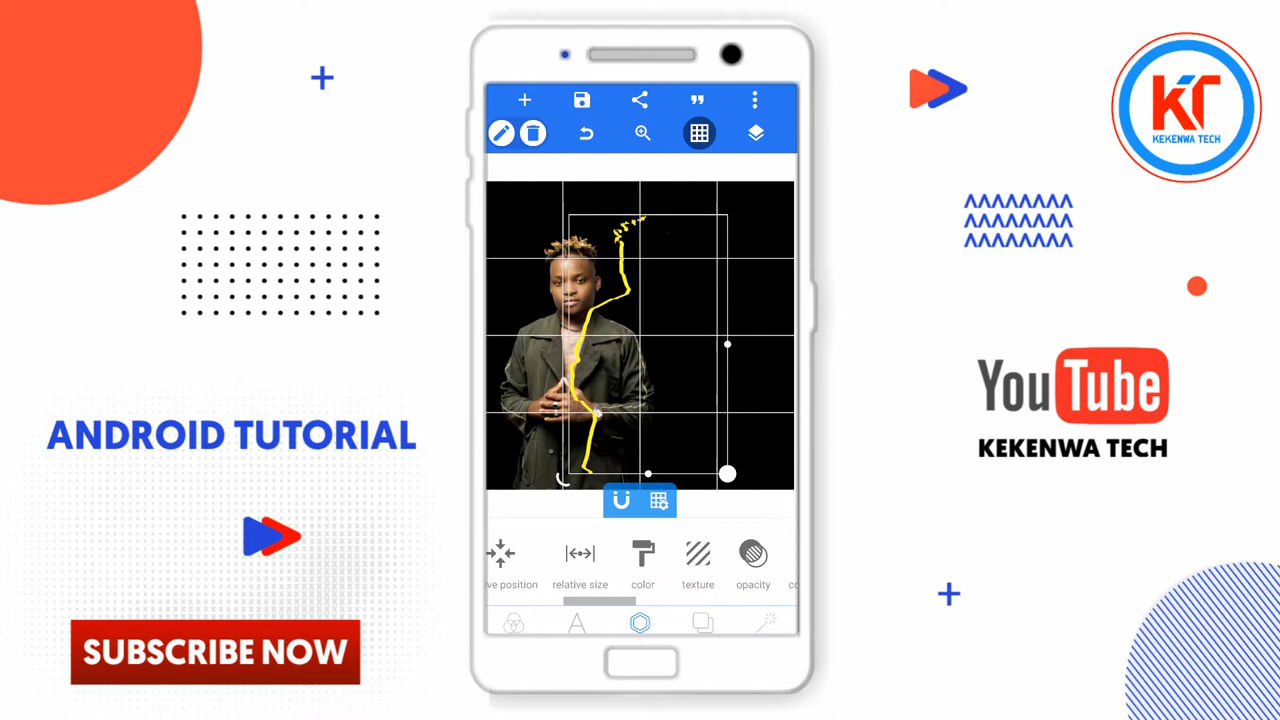 KT
KEKENWA TECH
ANDROID TUTORIAL
YouTube
KEKENWA TECH
ve position
relative size
color
texture
opacity
SUBSCRIBE NOW